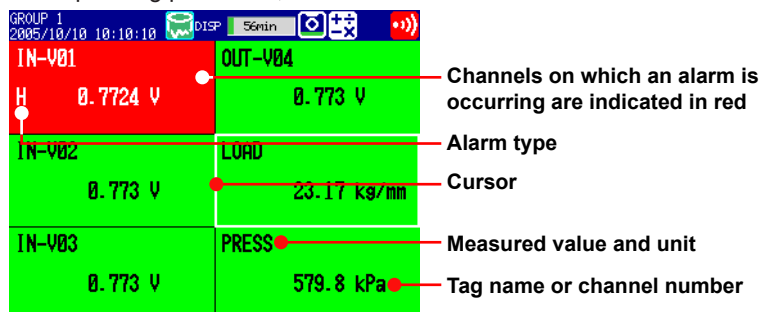 GROUP 1
2005/10/10 10:10:10
DISP
56min
IN-V01
H 0.7724 V
OUT-V04
0.773 V
IN-V02
0.773 V
LOAD
23.17 kg/mm
IN-V03
0.773 V
PRESS
579.8 kPa
Channels on which an alarm is
occurring are indicated in red
Alarm type
Cursor
Measured value and unit
Tag name or channel number